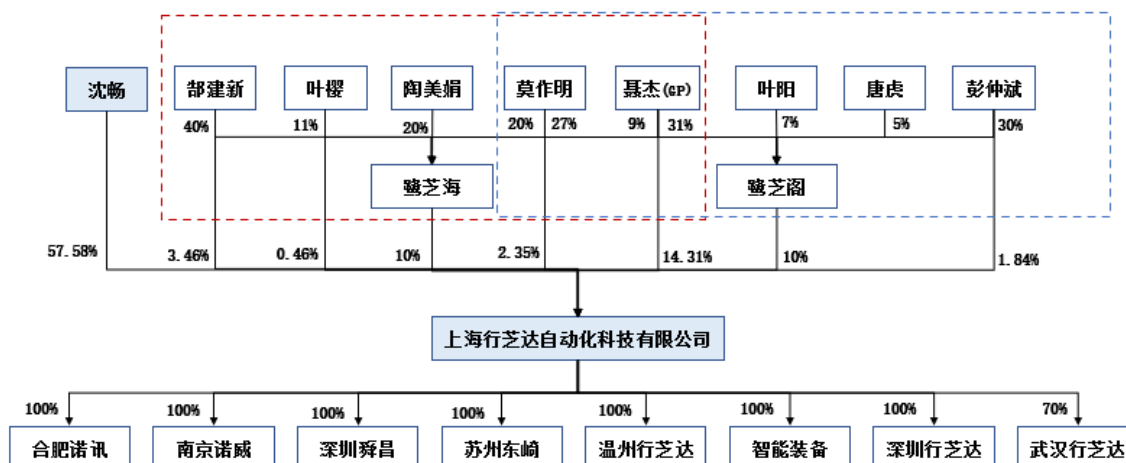 沈畅
郜建新
叶樱
陶美娟
莫作明
聂杰(GP)
叶阳
唐虎
彭仲斌
40%
11%
20%
20%
27%
9%
31%
7%
5%
30%
鹭芝海
鹭芝阁
57.58%
3.46%
0.46%
10%
2.35%
14.31%
10%
1.84%
上海行芝达自动化科技有限公司
100%
100%
100%
100%
100%
100%
100%
70%
合肥诺讯
南京诺威
深圳舜昌
苏州东崎
温州行芝达
智能装备
深圳行芝达
武汉行芝达